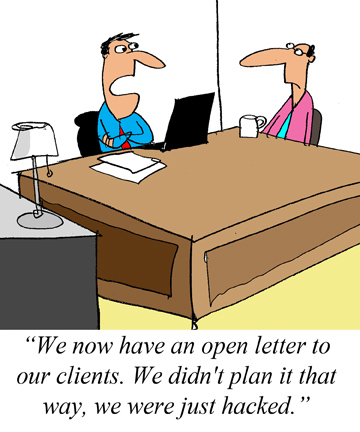 “We now have an open letter to
our clients. We didn't plan it that
way, we were just hacked.”